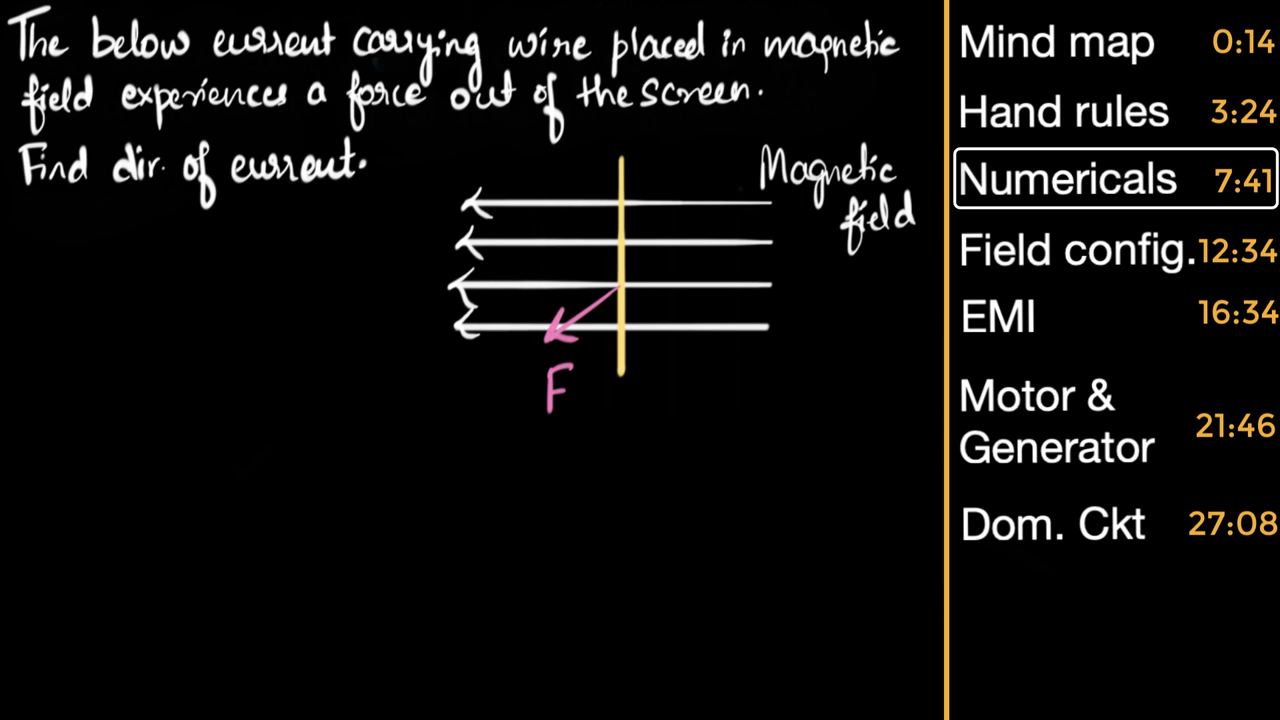 The below current carrying wire placed in magnetic
field experiences a force out of the screen.
Find dir. of current.
Magnetic
field
F
Mind map 0:14
Hand rules 3:24
Numericals 7:41
Field config. 12:34
EMI 16:34
Motor &
Generator 21:46
Dom. Ckt 27:08